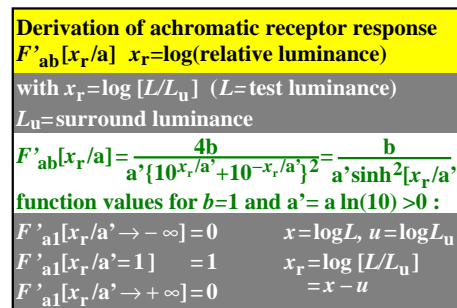 Derivation of achromatic receptor response
F'ab[xr/a] xr=log(relative luminance)
with xr=log [L/Lu] (L=test luminance)
Lu=surround luminance
F'ab[xr/a]= 4b / a'{10^xr/a'+10^-xr/a'}^2 = b / a'sinh^2[xr/a'
function values for b=1 and a'= a ln(10) >0 :
F'a1[xr/a'→ - ∞]=0 x=logL, u=logLu
F'a1[xr/a'=1] =1 xr=log [L/Lu]
F'a1[xr/a'→ + ∞]=0 =x-u